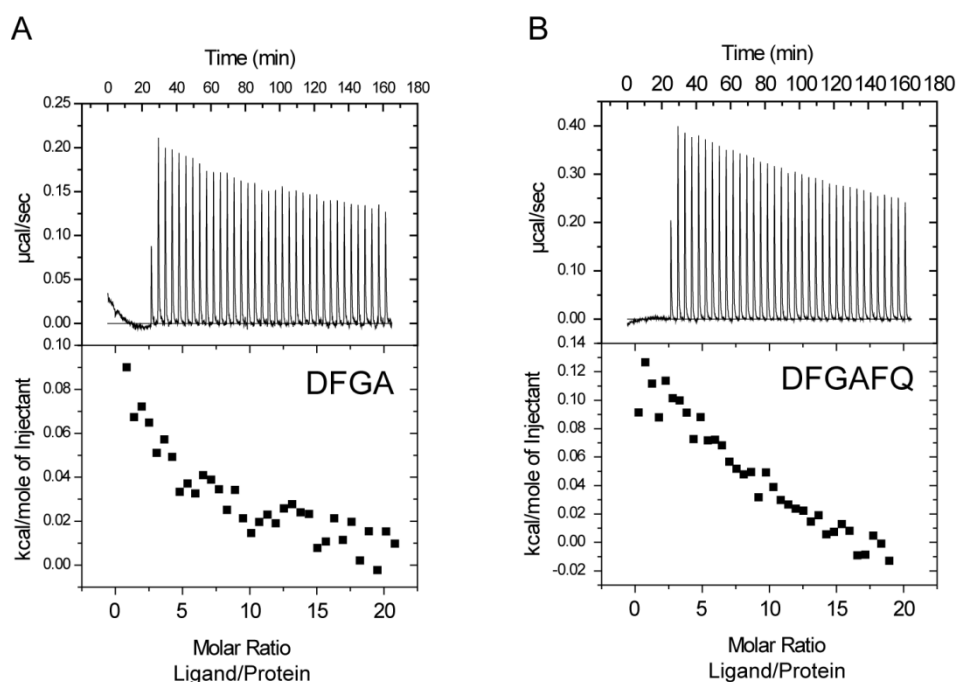 A
Time (min)
0 20 40 60 80 100 120 140 160 180
0.25
0.20
0.15
0.10
0.05
0.00
µcal/sec
0.10
0.08
0.06
0.04
0.02
0.00
kcal/mole of Injectant
DFGA
0 5 10 15 20
Molar Ratio
Ligand/Protein
B
Time (min)
0 20 40 60 80 100 120 140 160 180
0.40
0.30
0.20
0.10
0.00
µcal/sec
0.14
0.12
0.10
0.08
0.06
0.04
0.02
0.00
-0.02
kcal/mole of Injectant
DFGAFQ
0 5 10 15 20
Molar Ratio
Ligand/Protein